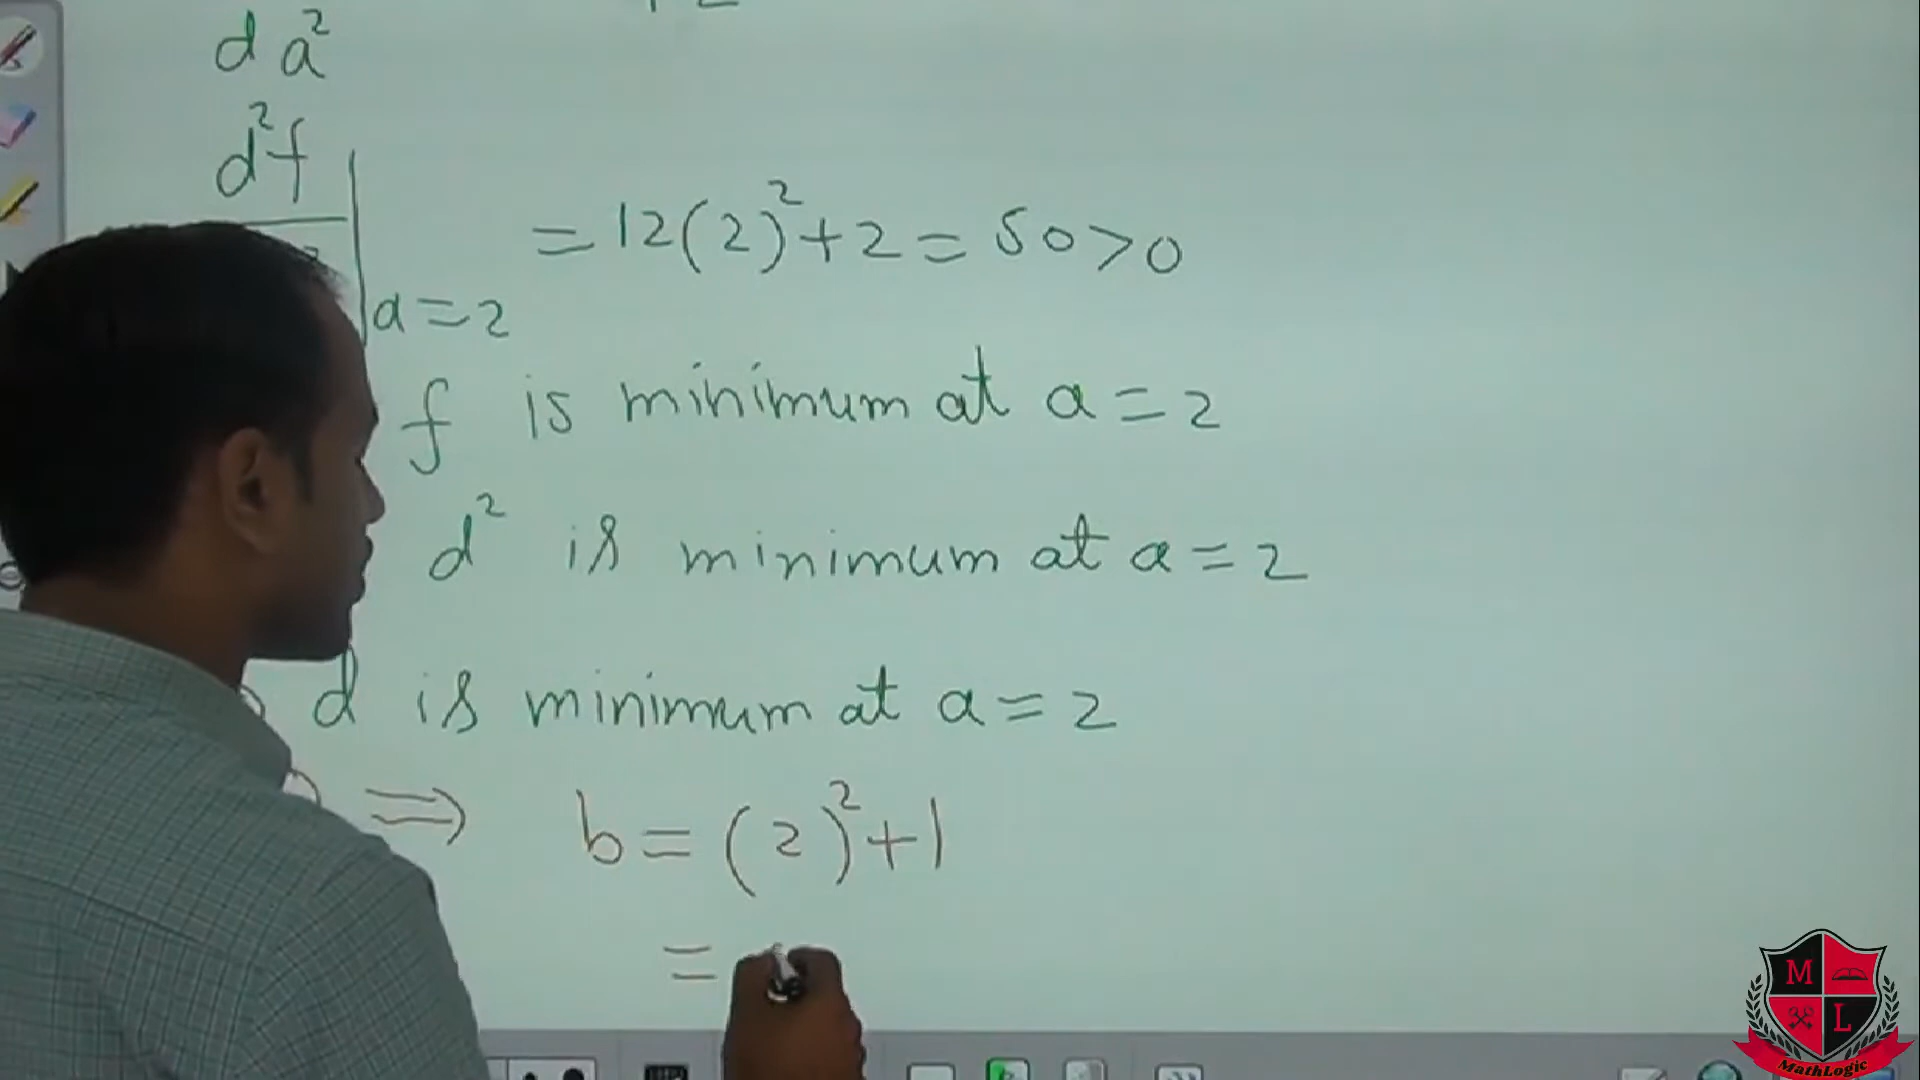 d a²
d²f
= 12(2)² + 2 = 50 > 0
a = 2
f is minimum at a = 2
d² is minimum at a = 2
d is minimum at a = 2
⇒ b = (2)² + 1
=
M
L
MathLogic